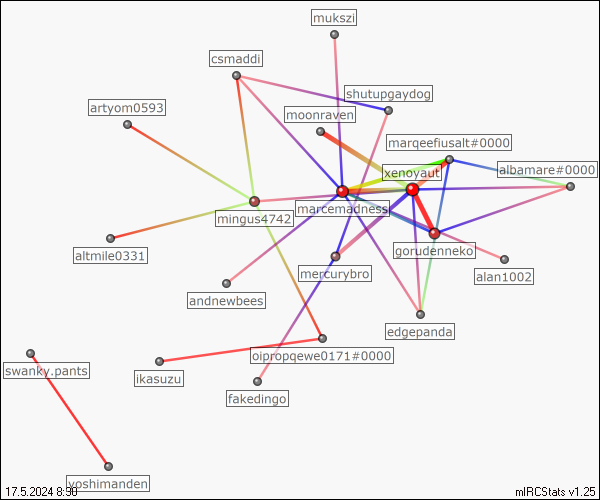 mukszi
csmaddi
shutupgaydog
artyom0593
moonraven
marqeefiusalt#0000
xenoyaut
albamare#0000
marcemadness
mingus4742
gorudenneko
altmile0331
mercurybro
alan1002
andnewbees
edgepanda
oipropqewe0171#0000
swanky.pants
ikasuzu
fakedingo
yoshimanden
17.5.2024 8:30
mIRCStats v1.25